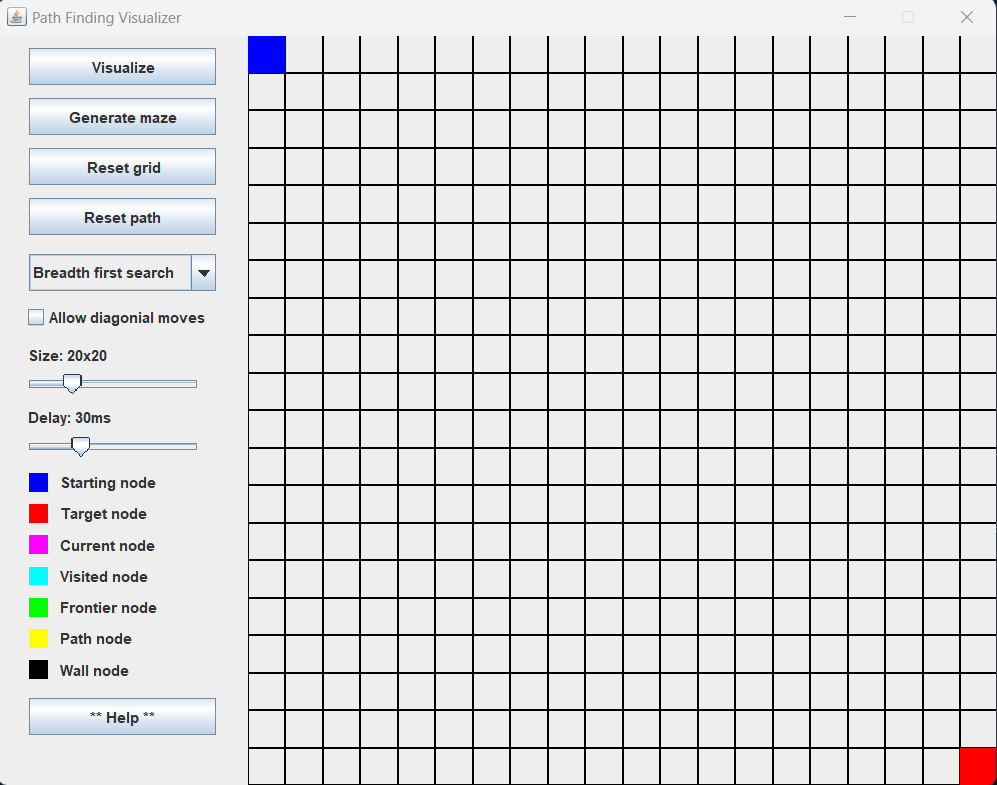 Path Finding Visualizer
Visualize
Generate maze
Reset grid
Reset path
Breadth first search
Allow diagonial moves
Size: 20x20
Delay: 30ms
Starting node
Target node
Current node
Visited node
Frontier node
Path node
Wall node
** Help **